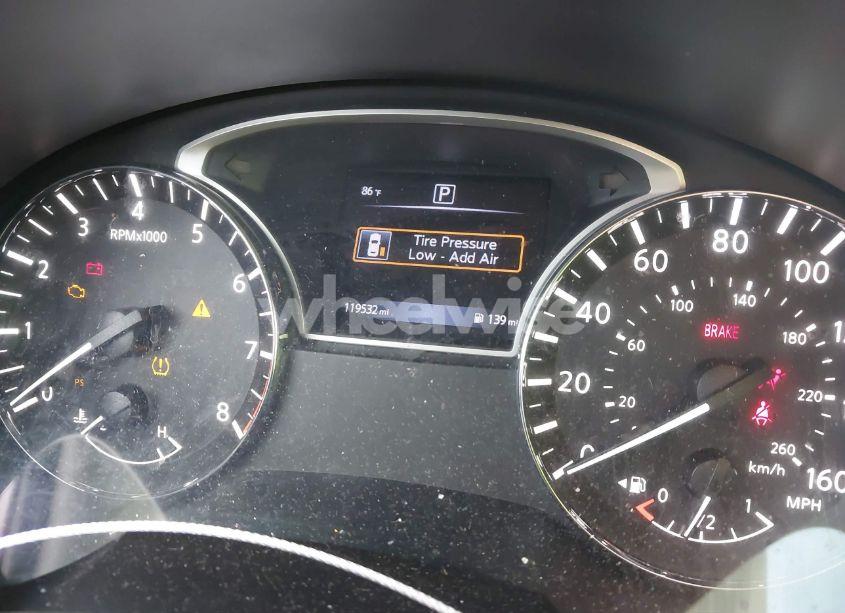 86°F
P
Tire Pressure
Low - Add Air
119532 mi
139 mi
wheelwise
RPMx1000
0
1
2
3
4
5
6
7
8
PS
H
BRAKE
0
20
40
60
80
100
160
MPH
20
60
100
140
180
220
260
km/h
0
1/2
1